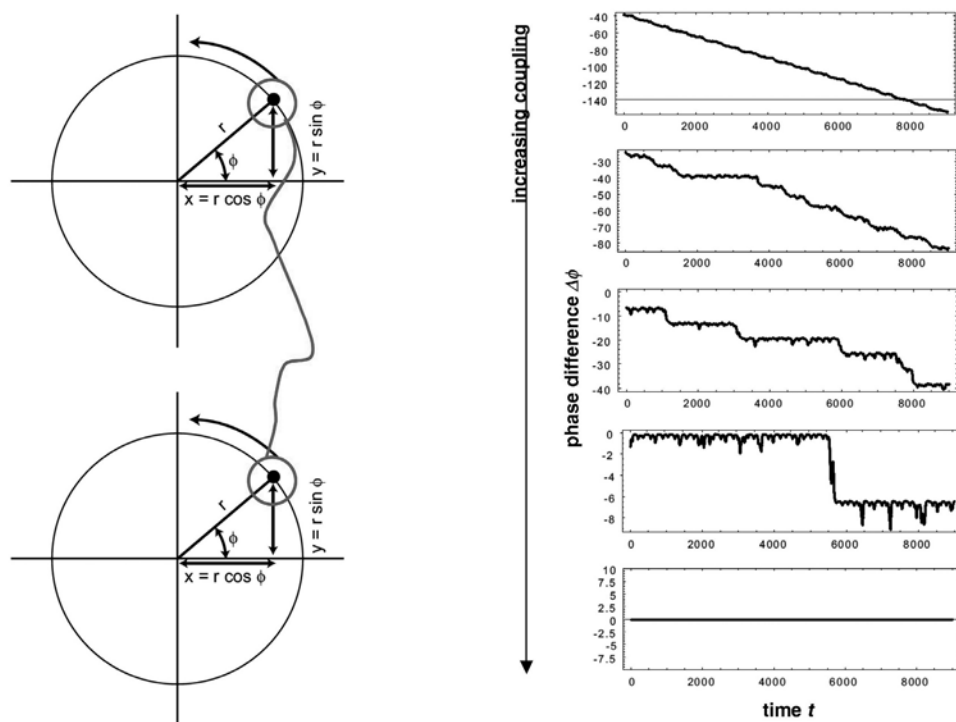 r
ϕ
y = r sin ϕ
x = r cos ϕ
r
ϕ
y = r sin ϕ
x = r cos ϕ
increasing coupling
phase difference Δϕ
-40
-60
-80
-100
-120
-140
0 2000 4000 6000 8000
-30
-40
-50
-60
-70
-80
0 2000 4000 6000 8000
0
-10
-20
-30
-40
0 2000 4000 6000 8000
0
-2
-4
-6
-8
0 2000 4000 6000 8000
10
7.5
5
2.5
0
-2.5
-5
-7.5
0 2000 4000 6000 8000
time t